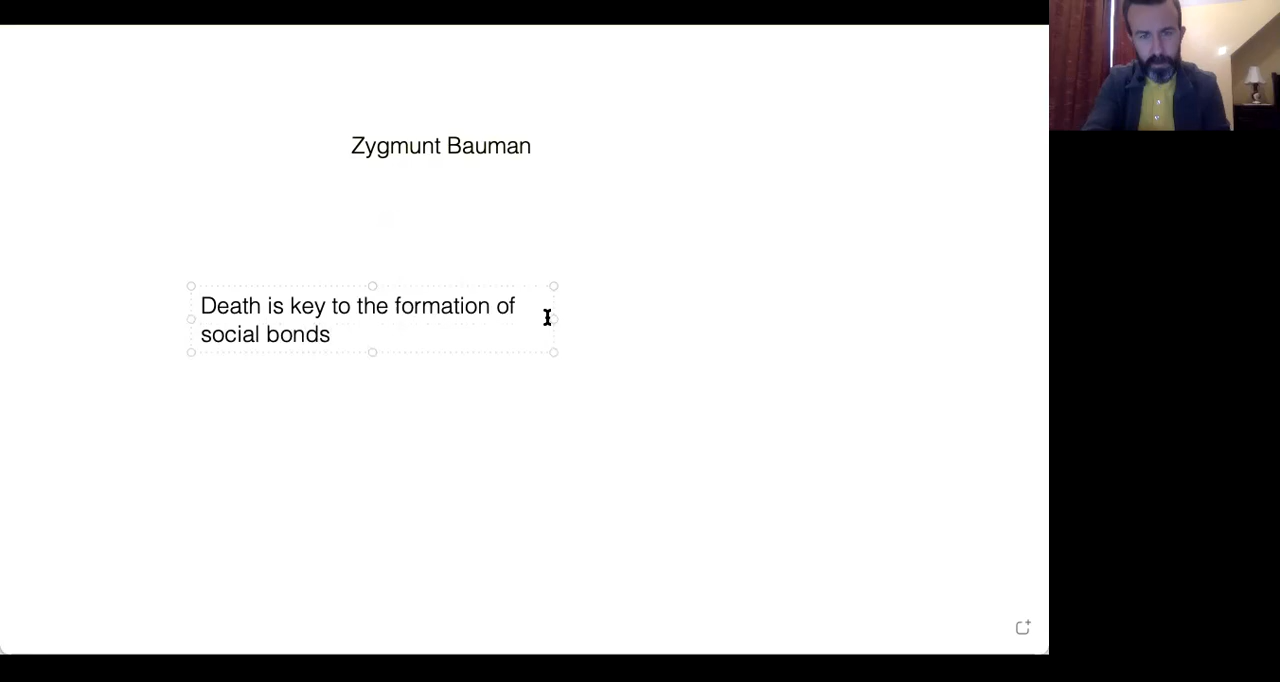 Zygmunt Bauman
Death is key to the formation of
social bonds